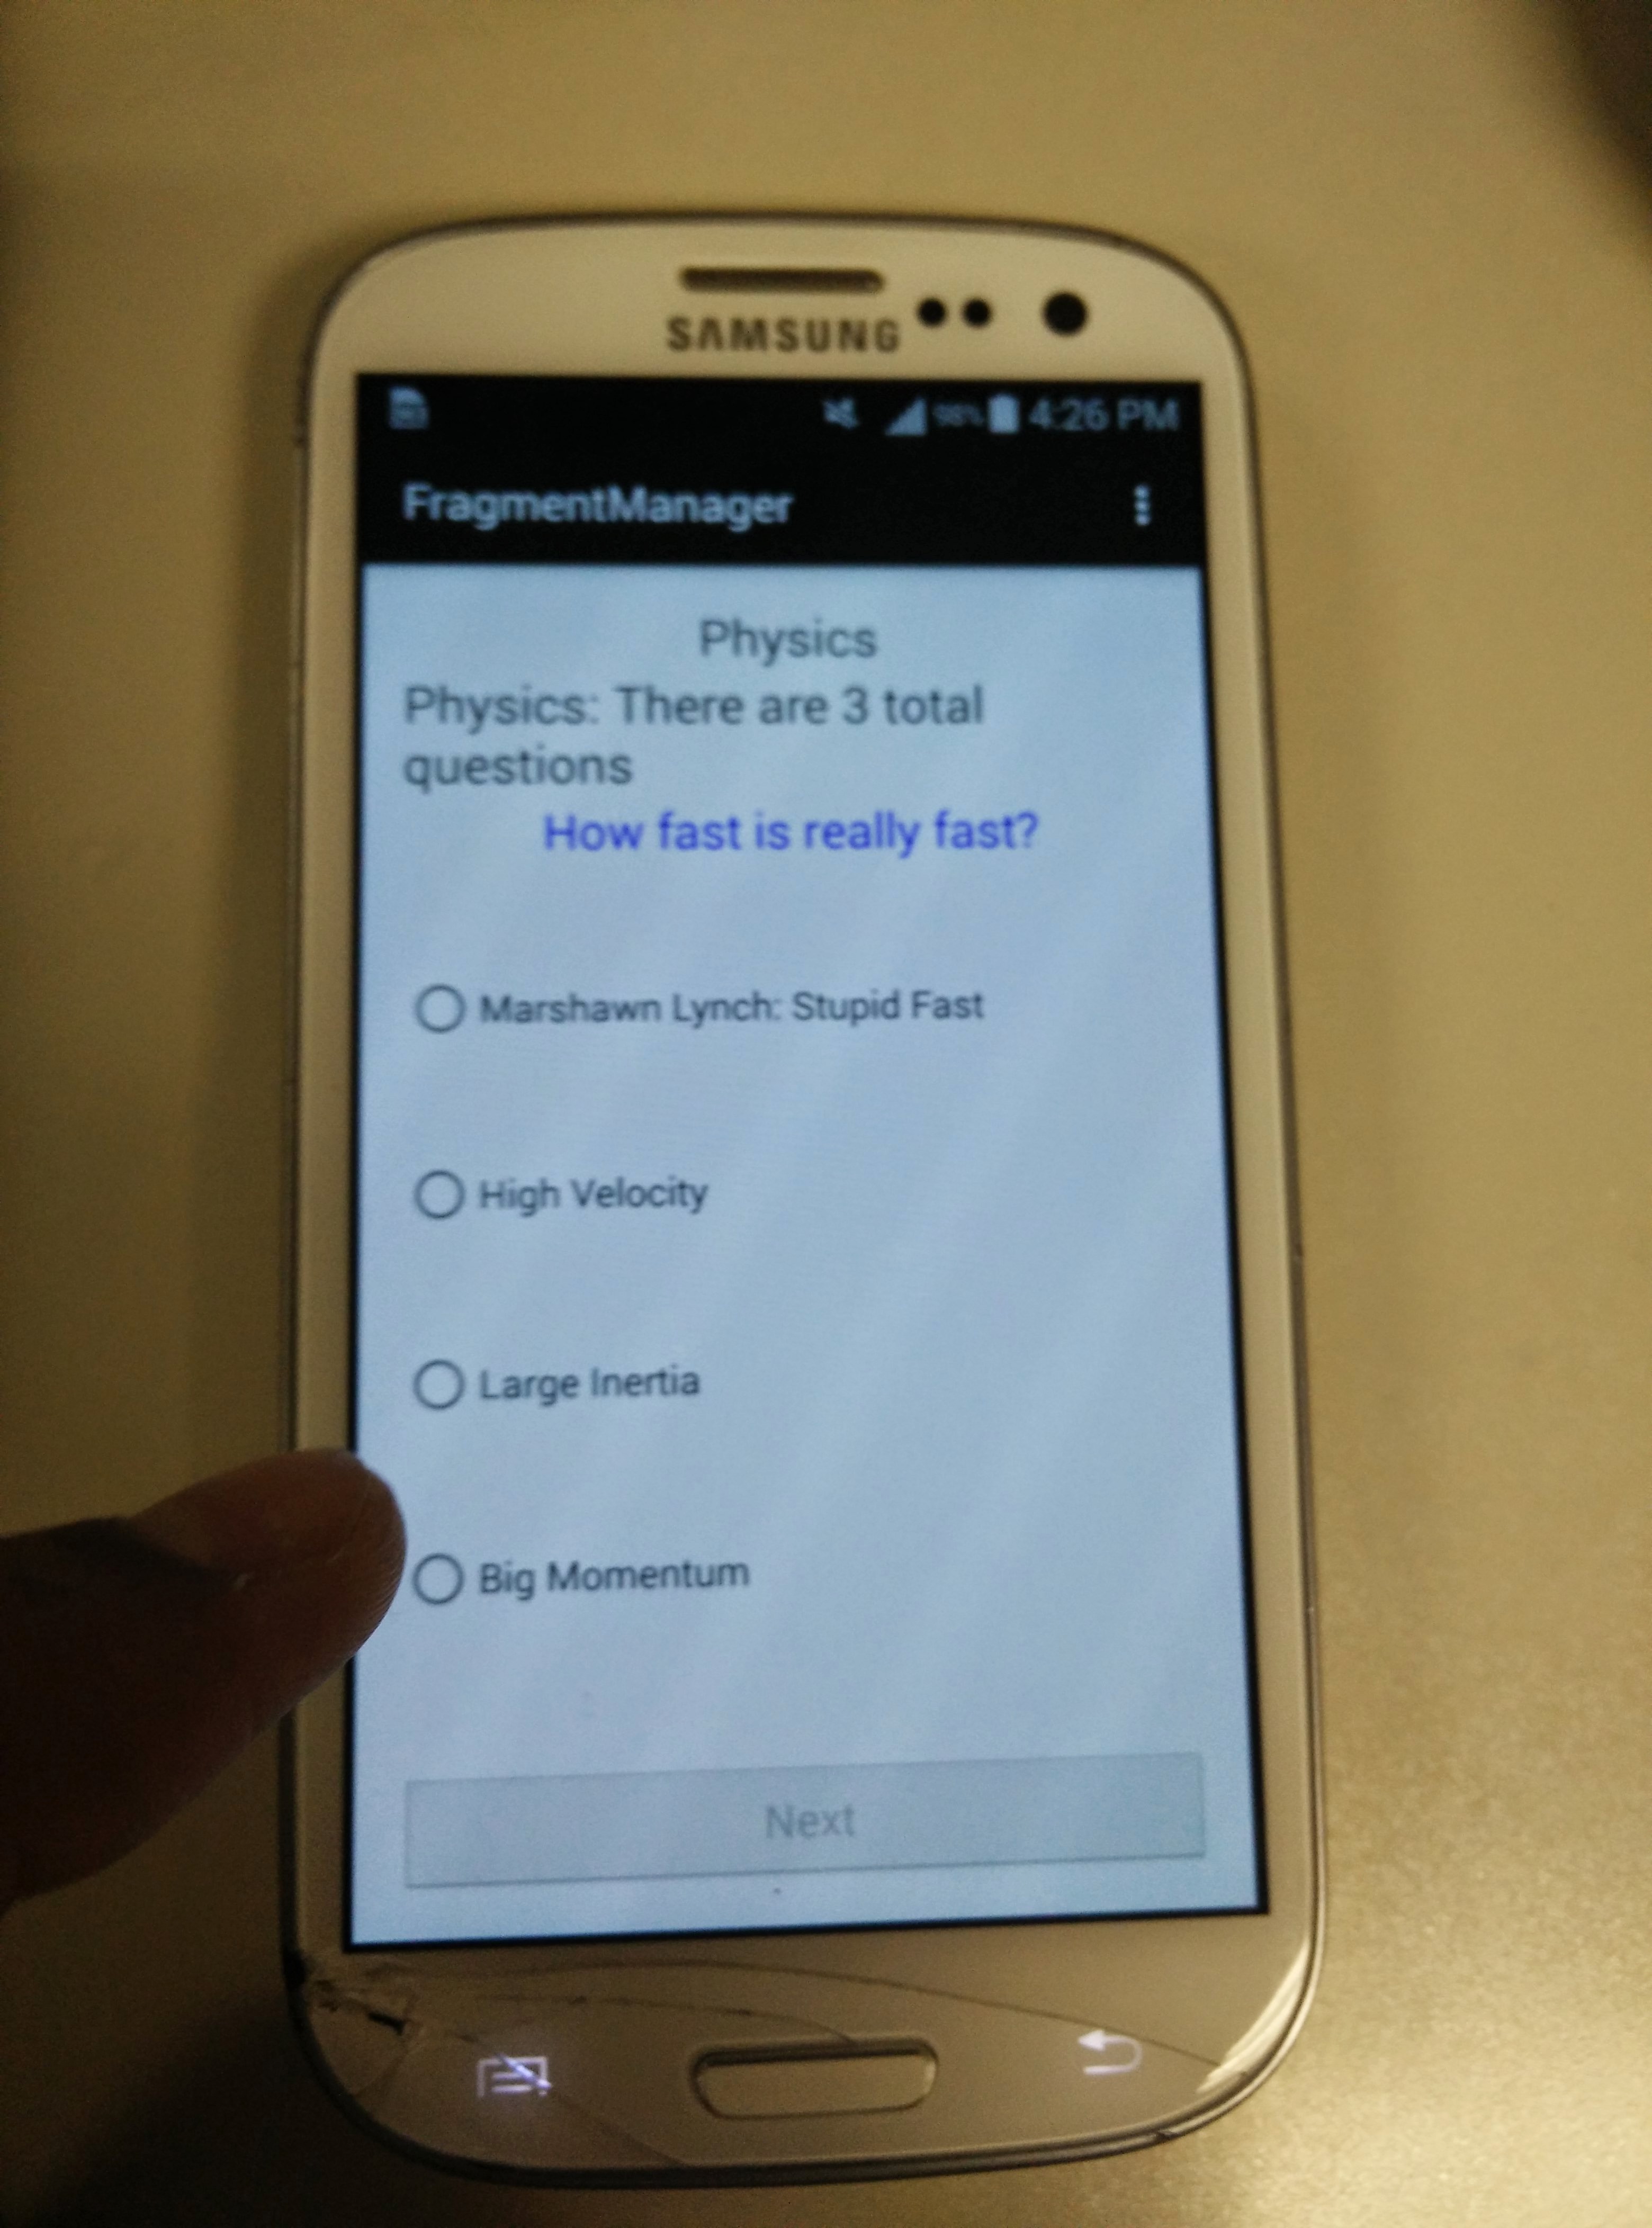 SAMSUNG
98% 4:26 PM
FragmentManager
Physics
Physics: There are 3 total
questions
How fast is really fast?
Marshawn Lynch: Stupid Fast
High Velocity
Large Inertia
Big Momentum
Next